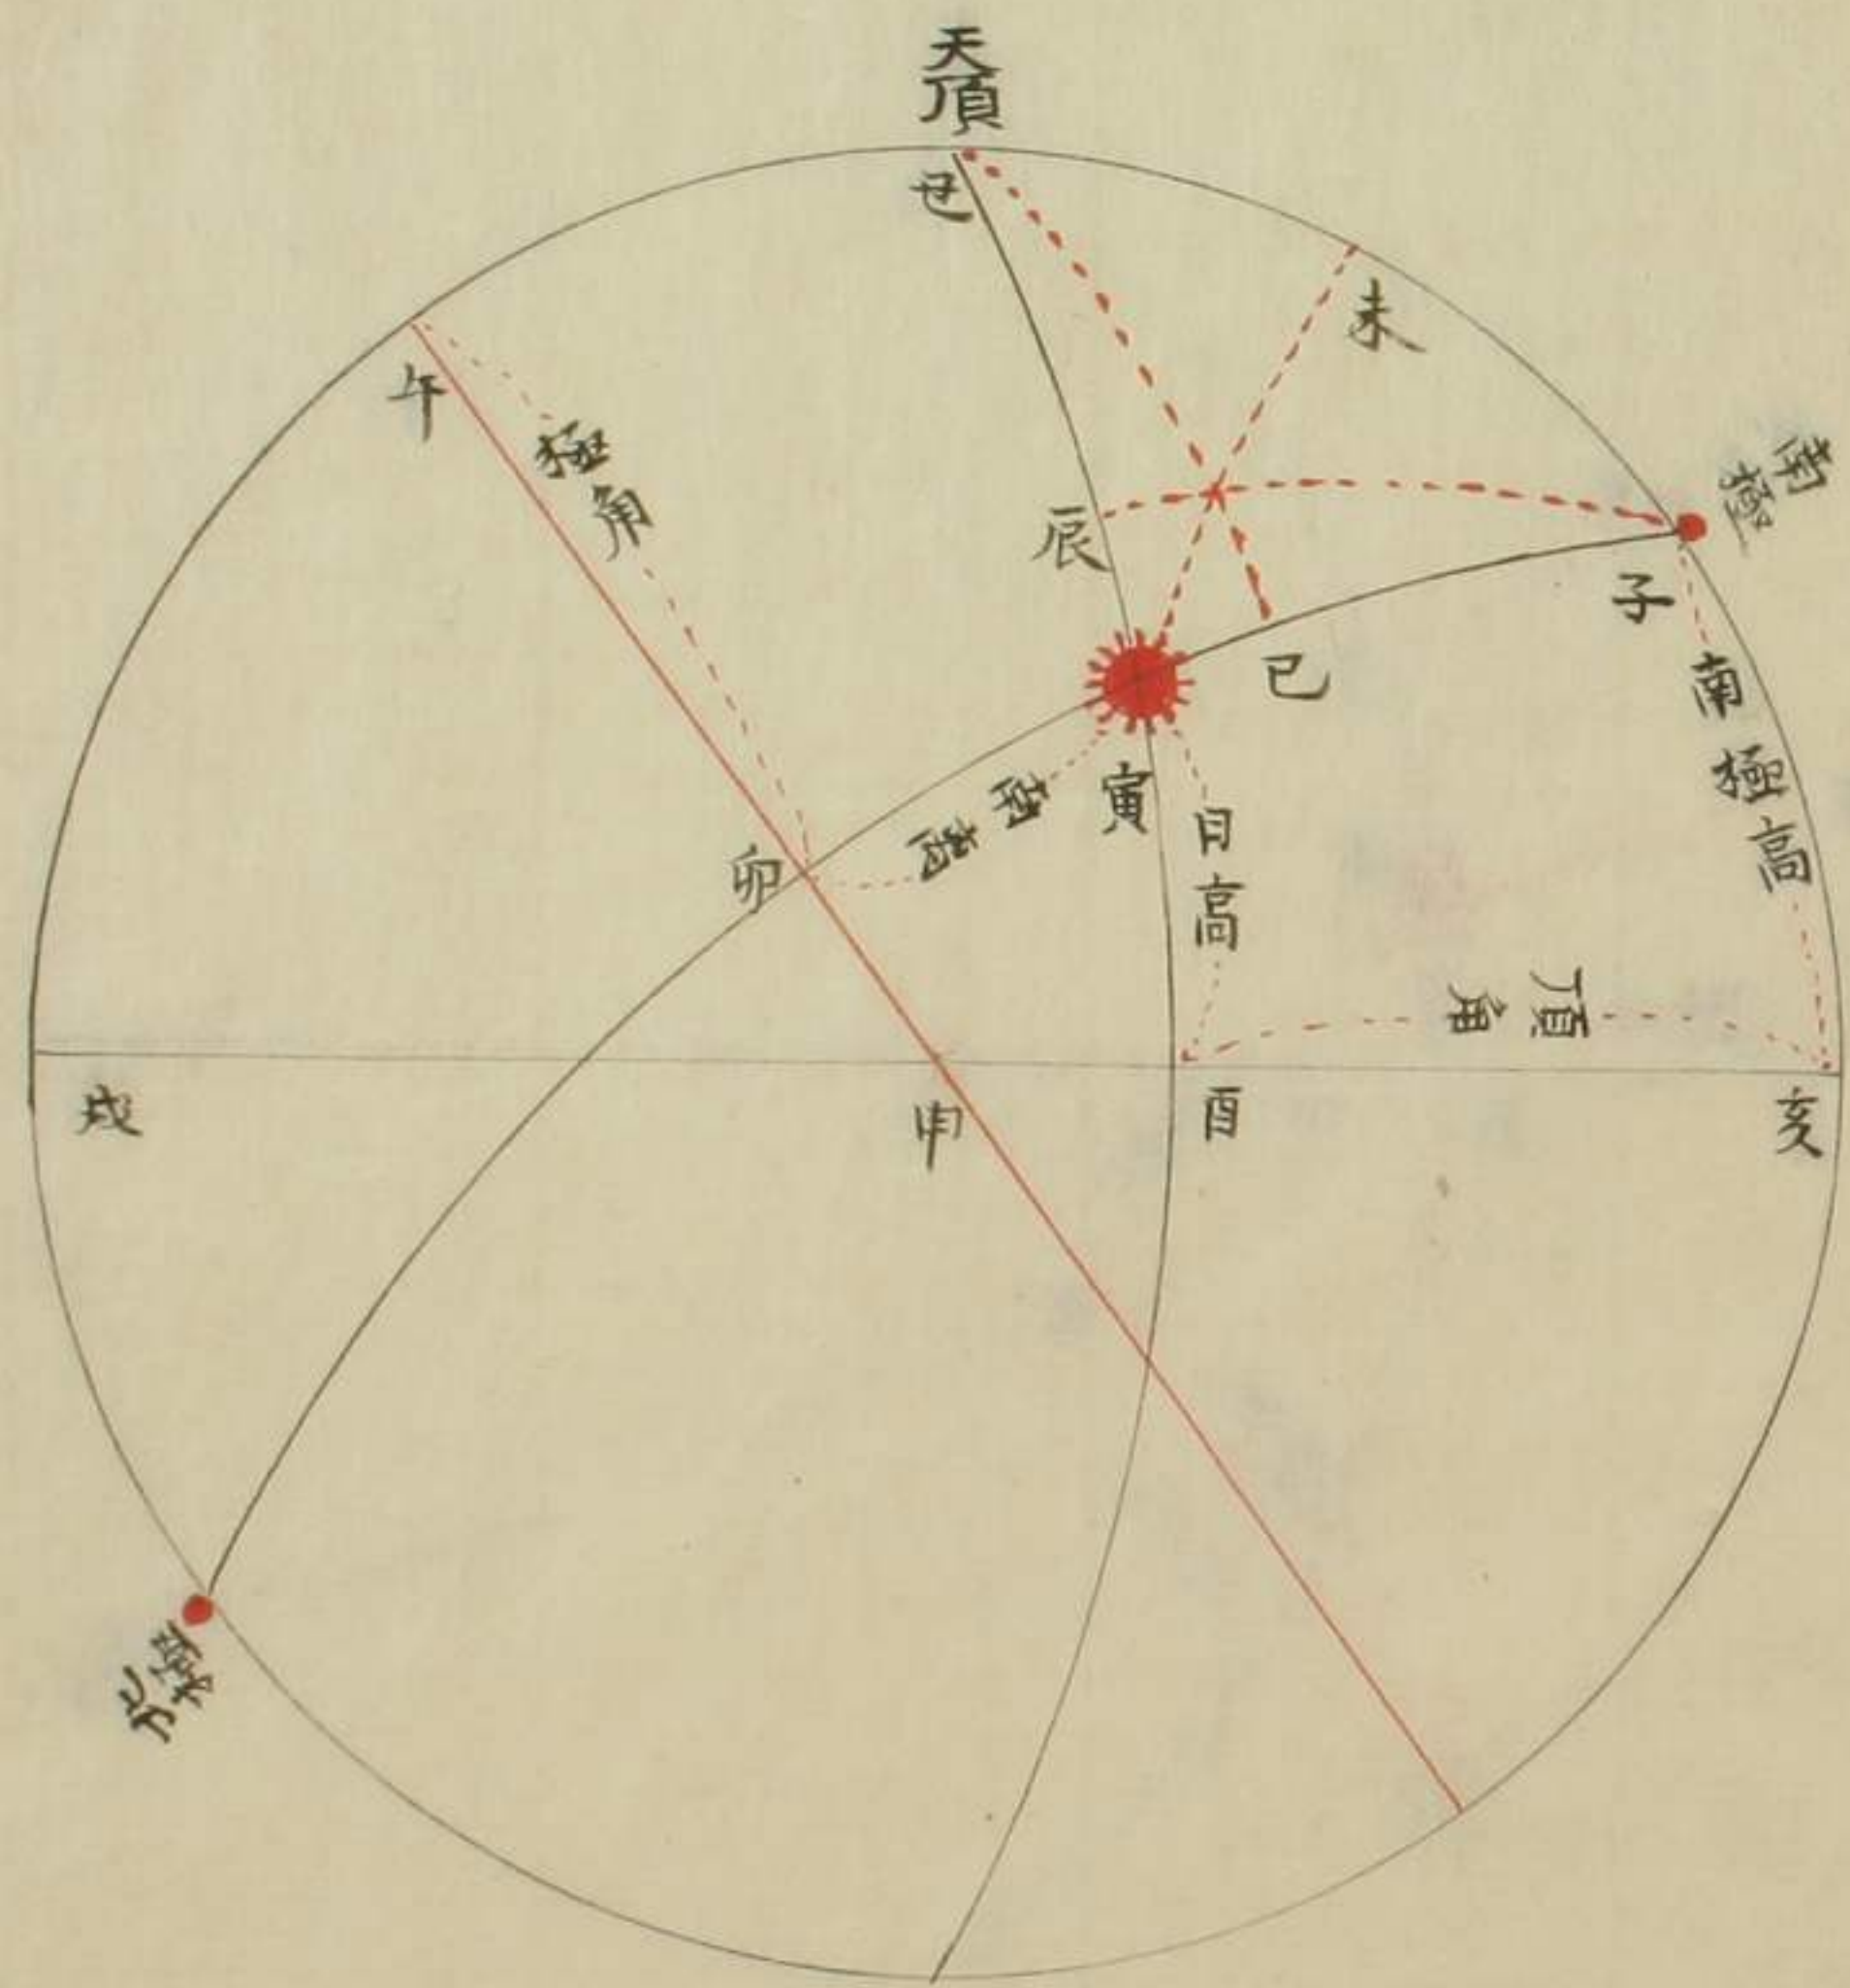 天頂
丑
未
午
極角
南極
辰
子
巳
南極高
寅
南
日高
卯
頂角
戌
申
酉
亥
北極